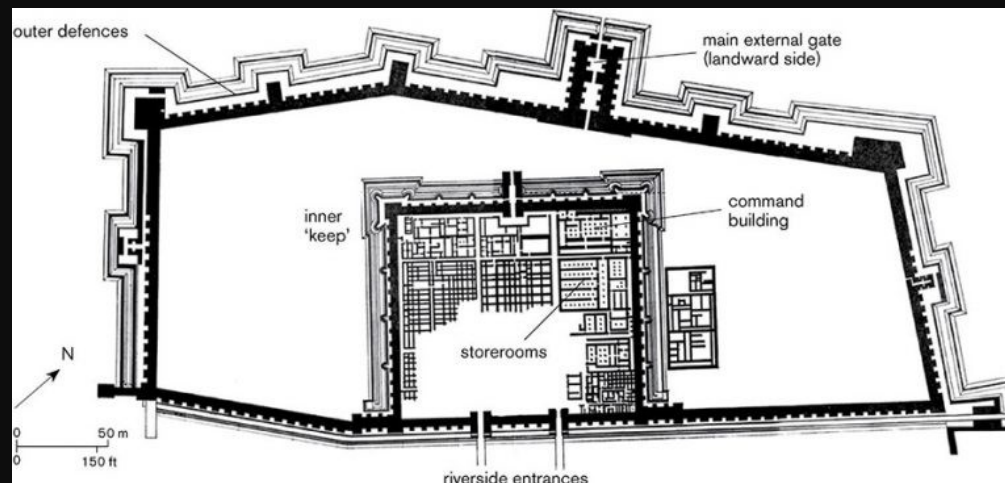 outer defences
main external gate
(landward side)
inner
'keep'
command
building
storerooms
N
0 50 m
0 150 ft
riverside entrances